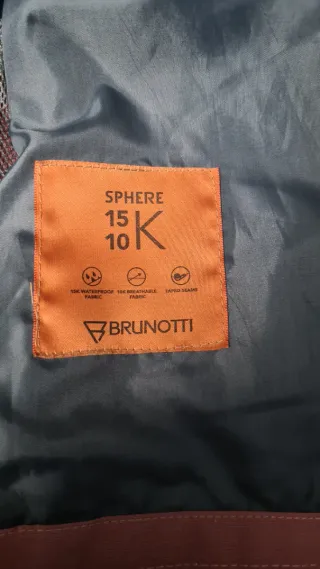 SPHERE
15
10 K
15K WATERPROOF 10K BREATHABLE TAPED SEAMS
FABRIC FABRIC
BRUNOTTI